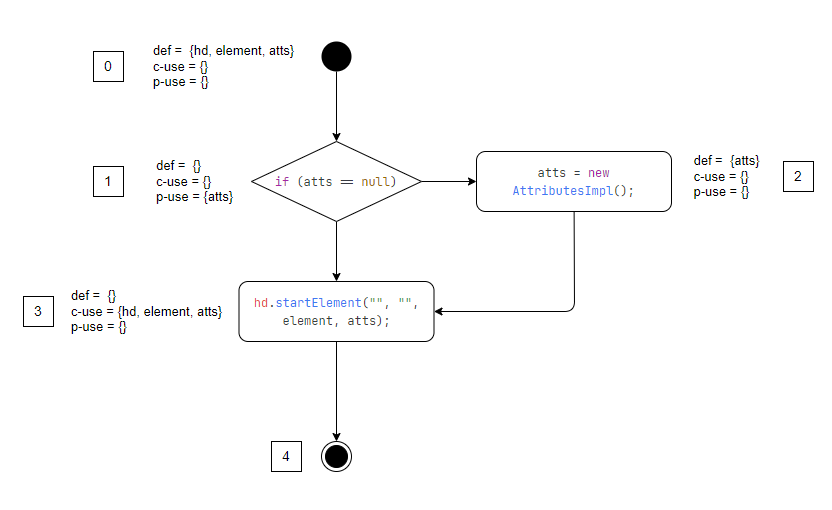 0
def =  {hd, element, atts}
c-use = {}
p-use = {}
1
def =  {}
c-use = {}
p-use = {atts}
if (atts == null)
atts = new
AttributesImpl();
def =  {atts}
c-use = {}
p-use = {}
2
3
def =  {}
c-use = {hd, element, atts}
p-use = {}
hd.startElement("", "",
element, atts);
4